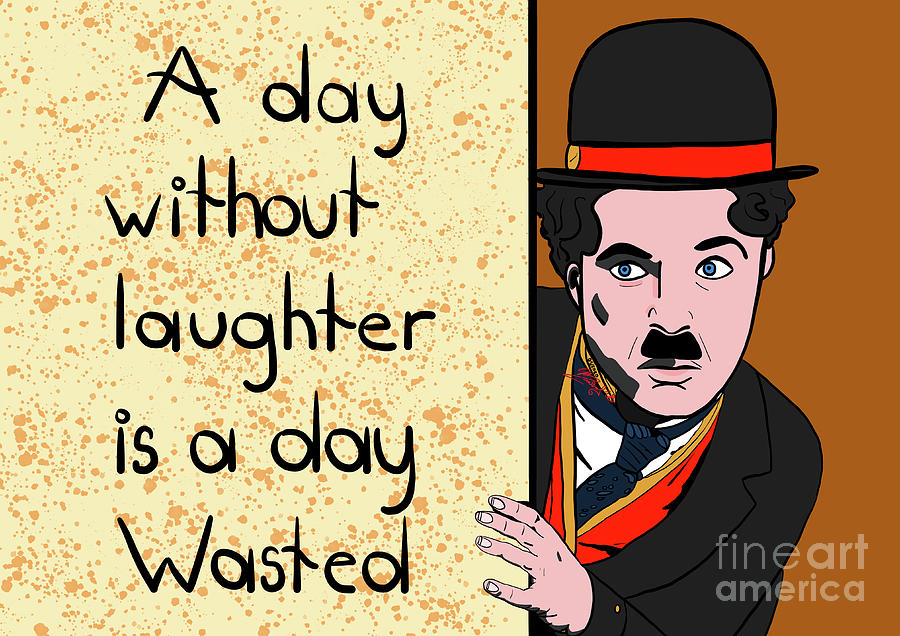 A day
without
laughter
is a day
Wasted
fineart
america